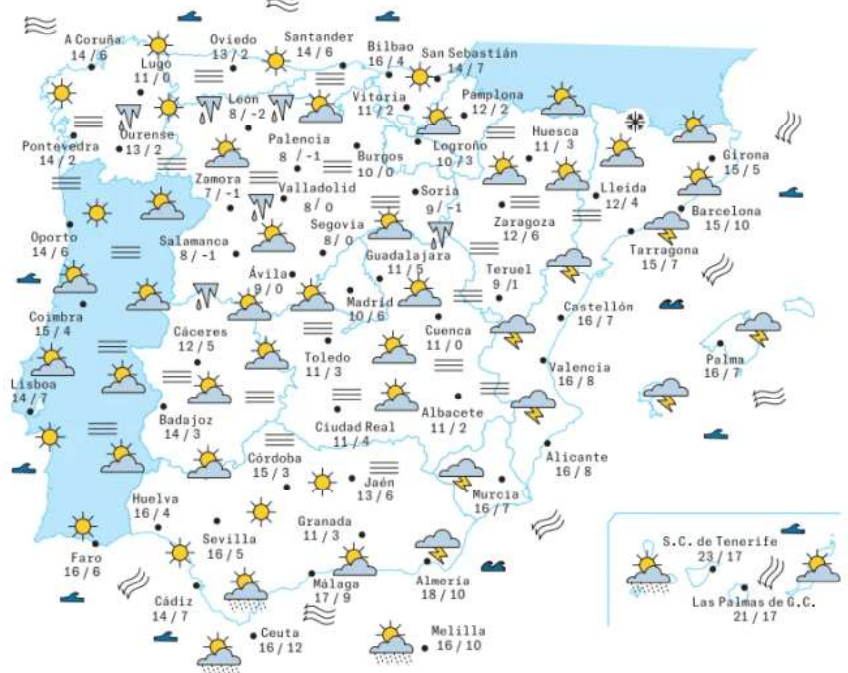 A Coruña
14 / 6
Lugo
11 / 0
Oviedo
13 / 2
Santander
14 / 6
Bilbao
16 / 4
San Sebastián
14 / 7
Vitoria
11 / 2
Pamplona
12 / 2
León
8 / -2
Pontevedra
14 / 2
Ourense
13 / 2
Palencia
8 / -1
Burgos
10 / 0
Logroño
10 / 3
Huesca
11 / 3
Girona
15 / 5
Zamora
7 / -1
Valladolid
8 / 0
Soria
9 / -1
Lleida
12 / 4
Zaragoza
12 / 6
Barcelona
15 / 10
Tarragona
15 / 7
Oporto
14 / 6
Salamanca
8 / -1
Segovia
8 / 0
Guadalajara
11 / 5
Teruel
9 / 1
Ávila
9 / 0
Madrid
10 / 6
Castellón
16 / 7
Coimbra
15 / 4
Cáceres
12 / 5
Cuenca
11 / 0
Toledo
11 / 3
Valencia
16 / 8
Palma
16 / 7
Lisboa
14 / 7
Badajoz
14 / 3
Ciudad Real
11 / 4
Albacete
11 / 2
Alicante
16 / 8
Córdoba
15 / 3
Jaén
13 / 6
Murcia
16 / 7
Huelva
16 / 4
Sevilla
16 / 5
Granada
11 / 3
Faro
16 / 6
Cádiz
14 / 7
Málaga
17 / 9
Almería
18 / 10
Ceuta
16 / 12
Melilla
16 / 10
S.C. de Tenerife
23 / 17
Las Palmas de G.C.
21 / 17